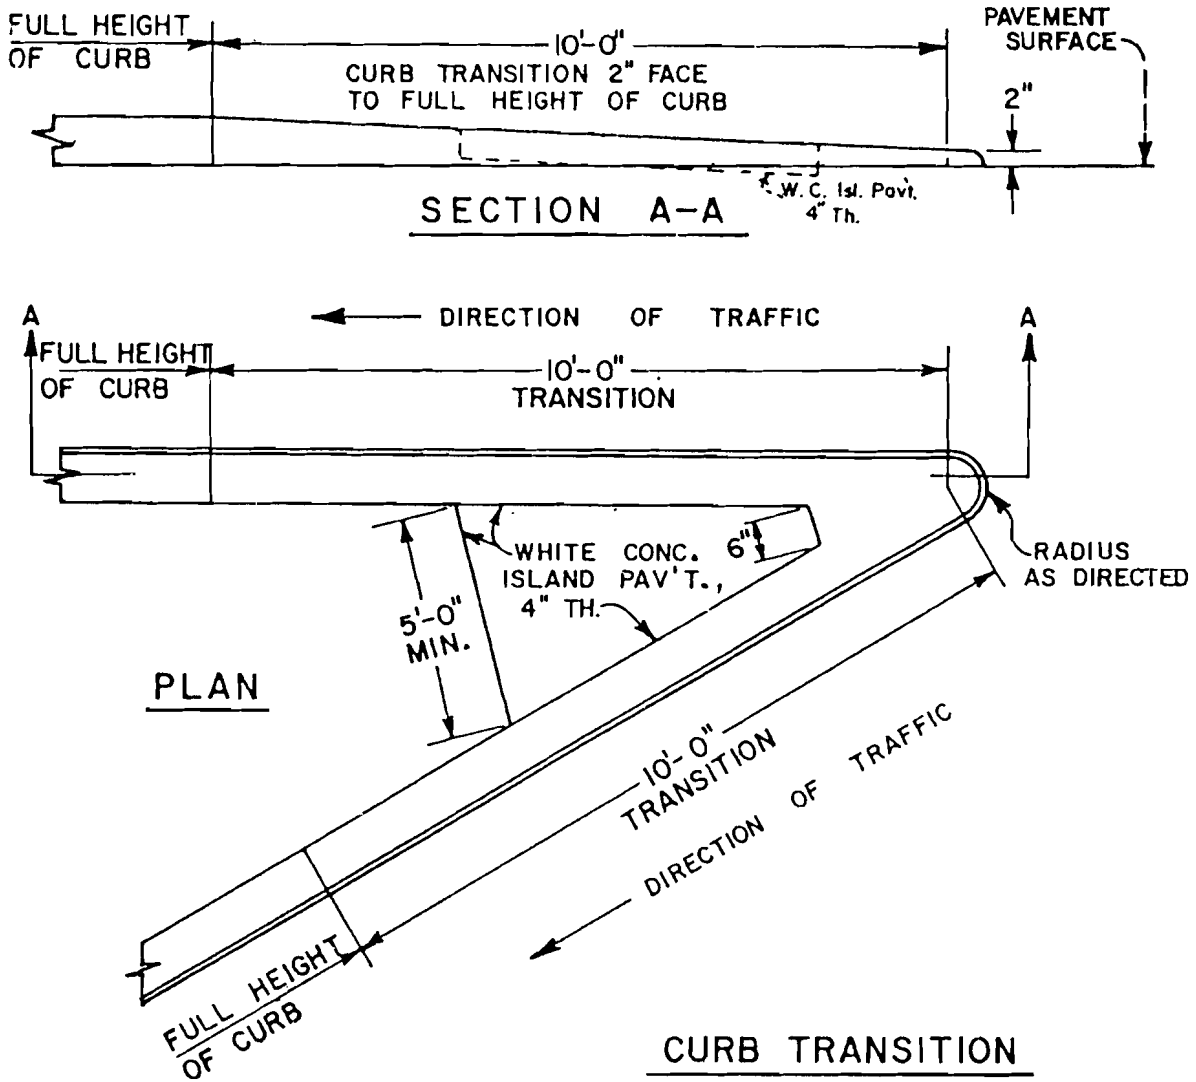 FULL HEIGHT
OF CURB
10'-0"
CURB TRANSITION 2" FACE
TO FULL HEIGHT OF CURB
PAVEMENT
SURFACE
2"
W. C. Isl. Pav't.
4" Th.
SECTION A-A
A
DIRECTION OF TRAFFIC
A
FULL HEIGHT
OF CURB
10'-0"
TRANSITION
5'-0"
MIN.
WHITE CONC.
ISLAND PAV'T.,
4" TH.
6"
RADIUS
AS DIRECTED
PLAN
10'-0"
TRANSITION
DIRECTION OF TRAFFIC
FULL HEIGHT
OF CURB
CURB TRANSITION